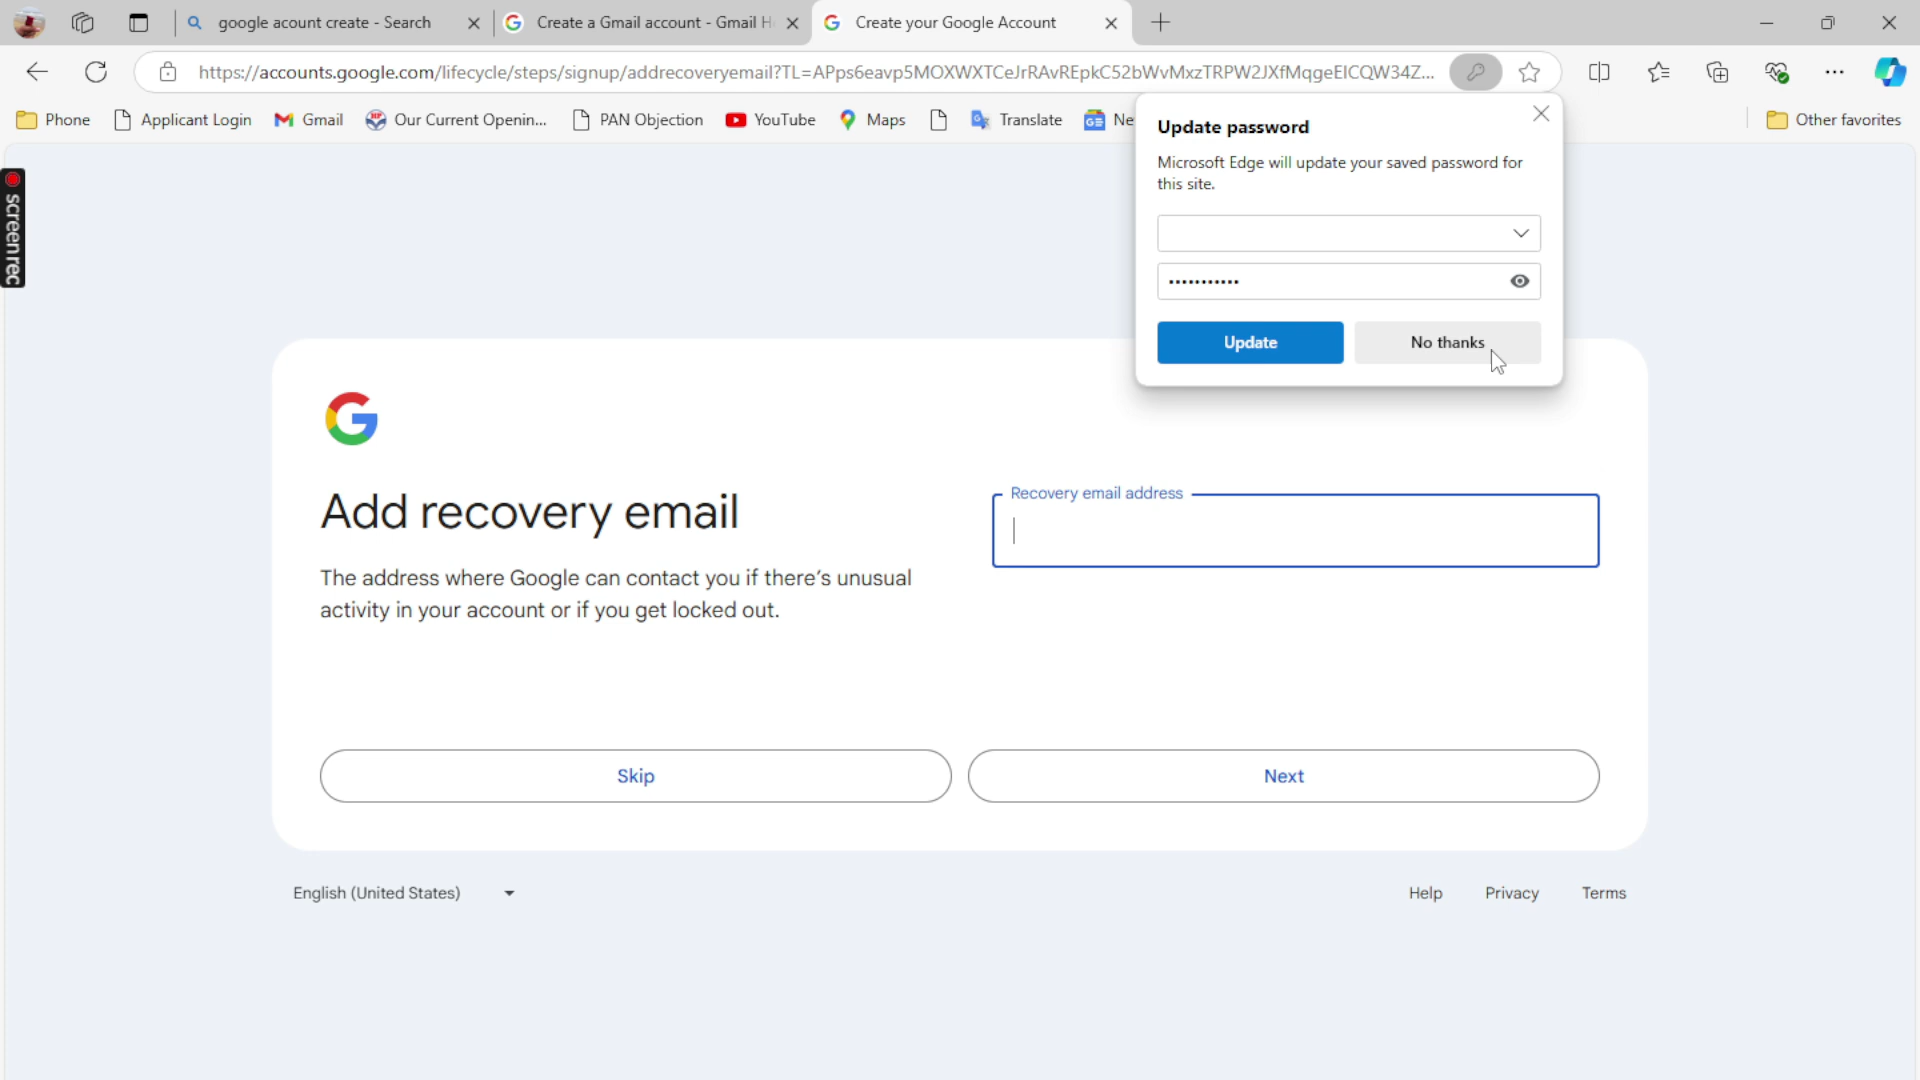 google acount create - Search
Create a Gmail account - Gmail H
Create your Google Account
https://accounts.google.com/lifecycle/steps/signup/addrecoveryemail?TL=APps6eavp5MOXWXTCeJrRAvREpkC52bWvMxzTRPW2JXfMqgeEICQW34Z...
Phone
Applicant Login
Gmail
Our Current Openin...
PAN Objection
YouTube
Maps
Translate
Ne
Other favorites
screenrec
Update password
Microsoft Edge will update your saved password for
this site.
Update
No thanks
Add recovery email
The address where Google can contact you if there's unusual
activity in your account or if you get locked out.
Recovery email address
Skip
Next
English (United States)
Help
Privacy
Terms